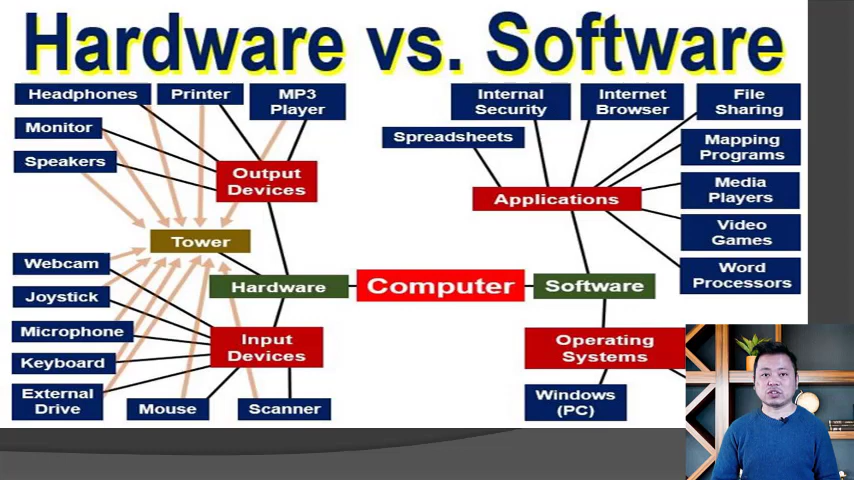 Hardware vs. Software
Headphones
Printer
MP3
Player
Monitor
Speakers
Output
Devices
Tower
Webcam
Joystick
Microphone
Keyboard
External
Drive
Mouse
Scanner
Input
Devices
Hardware
Computer
Software
Internal
Security
Internet
Browser
File
Sharing
Spreadsheets
Mapping
Programs
Applications
Media
Players
Video
Games
Word
Processors
Operating
Systems
Windows
(PC)